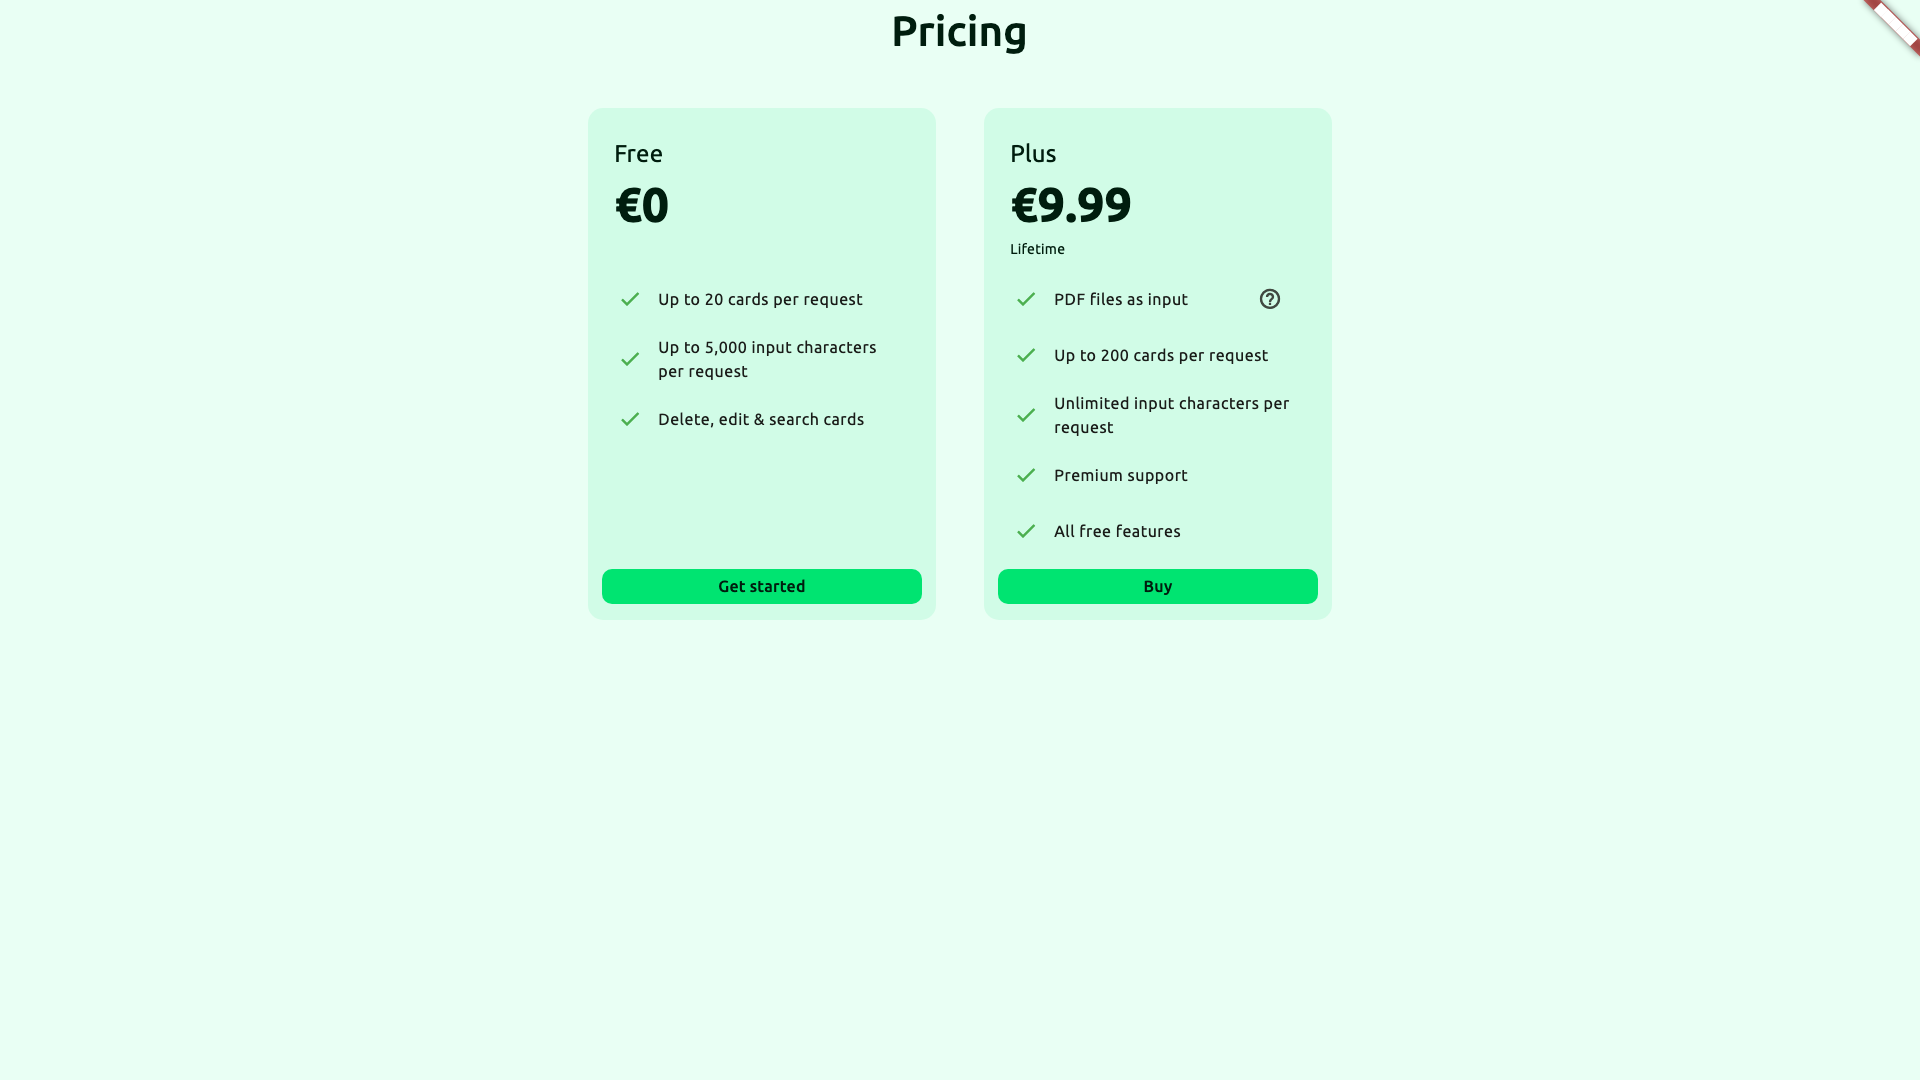 Pricing
Free
€0
Up to 20 cards per request
Up to 5,000 input characters
per request
Delete, edit & search cards
Get started
Plus
€9.99
Lifetime
PDF files as input
Up to 200 cards per request
Unlimited input characters per
request
Premium support
All free features
Buy